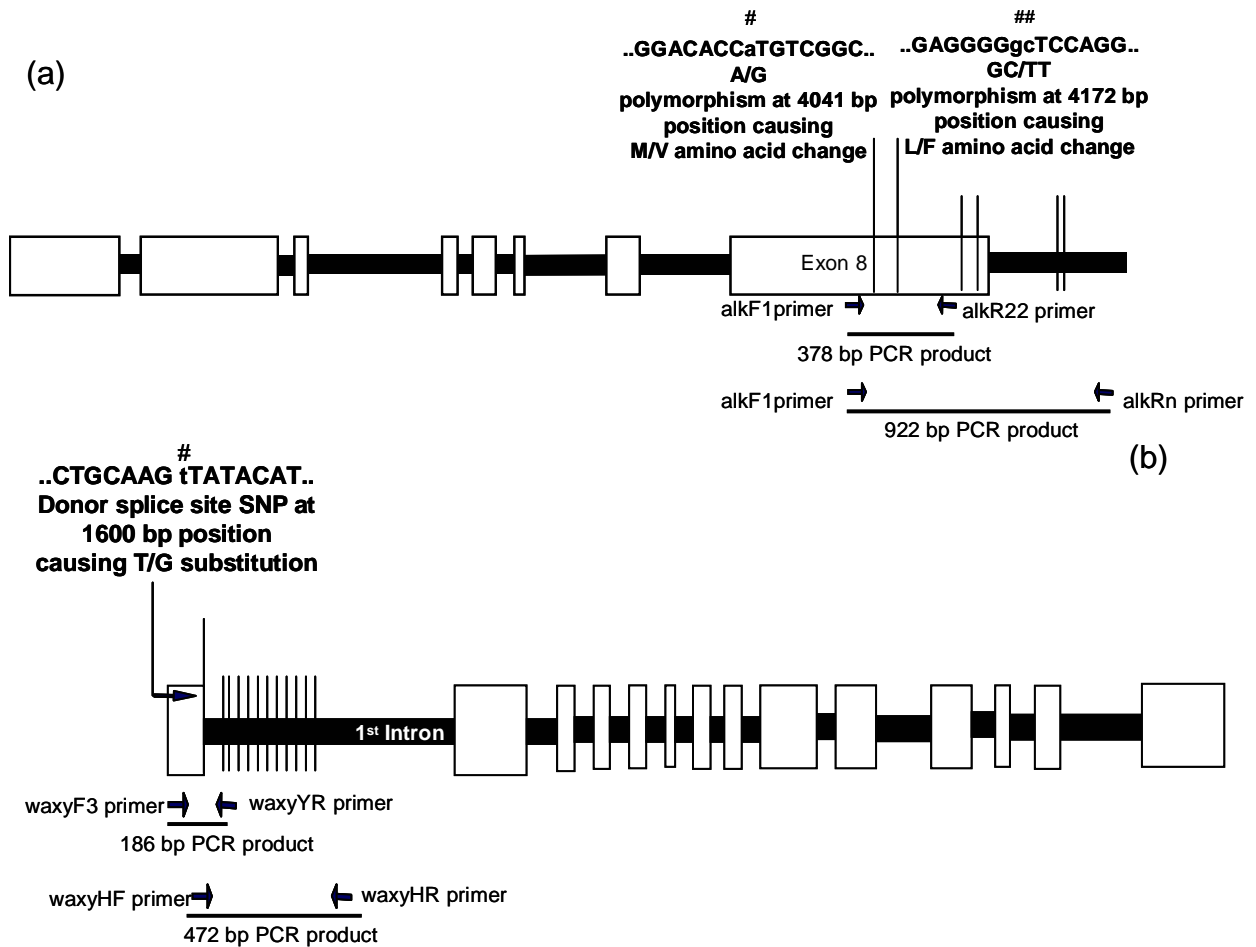 (a)
#
..GGACACCaTGTCGGC..
A/G
polymorphism at 4041 bp
position causing
M/V amino acid change
##
..GAGGGGgcTCCAGG..
GC/TT
polymorphism at 4172 bp
position causing
L/F amino acid change
Exon 8
alkF1primer
alkR22 primer
378 bp PCR product
alkF1primer
alkRn primer
922 bp PCR product
(b)
#
..CTGCAAG tTATACAT..
Donor splice site SNP at
1600 bp position
causing T/G substitution
1st Intron
waxyF3 primer
waxyYR primer
186 bp PCR product
waxyHF primer
waxyHR primer
472 bp PCR product